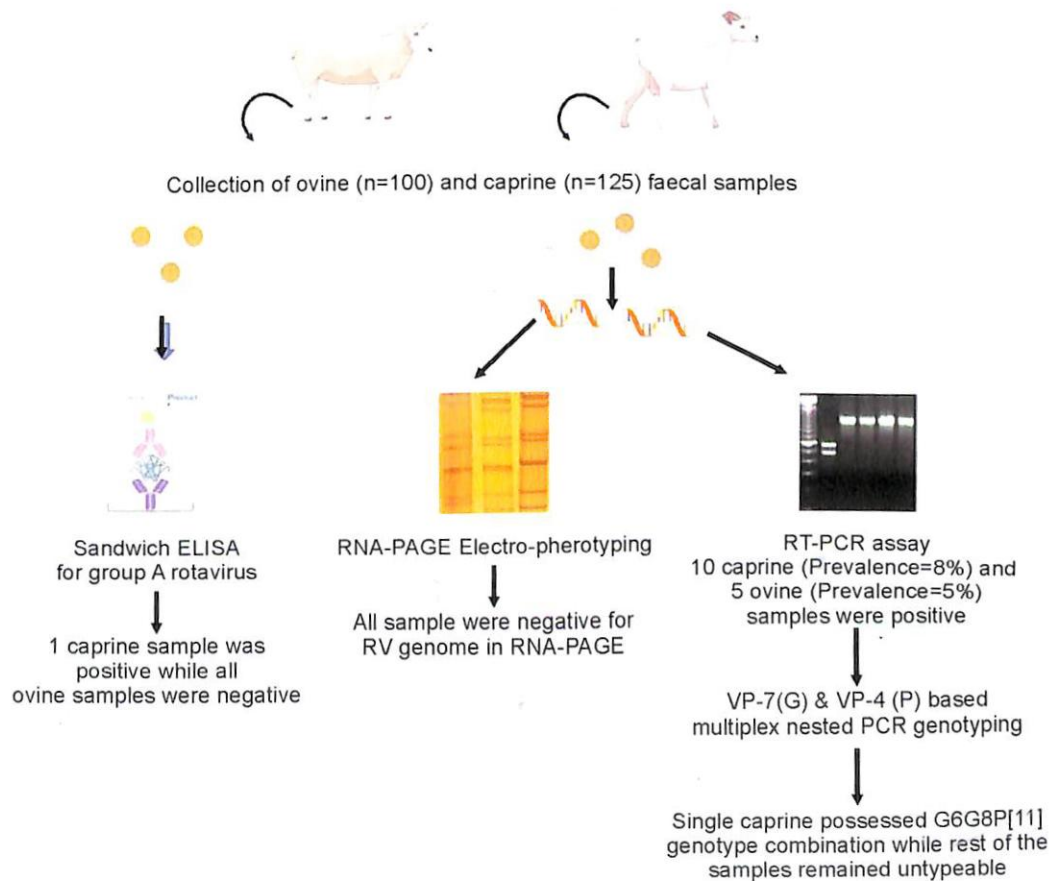 Collection of ovine (n=100) and caprine (n=125) faecal samples
Sandwich ELISA
for group A rotavirus
1 caprine sample was
positive while all
ovine samples were negative
RNA-PAGE Electro-pherotyping
All sample were negative for
RV genome in RNA-PAGE
RT-PCR assay
10 caprine (Prevalence=8%) and
5 ovine (Prevalence=5%)
samples were positive
VP-7(G) & VP-4 (P) based
multiplex nested PCR genotyping
Single caprine possessed G6G8P[11]
genotype combination while rest of the
samples remained untypeable